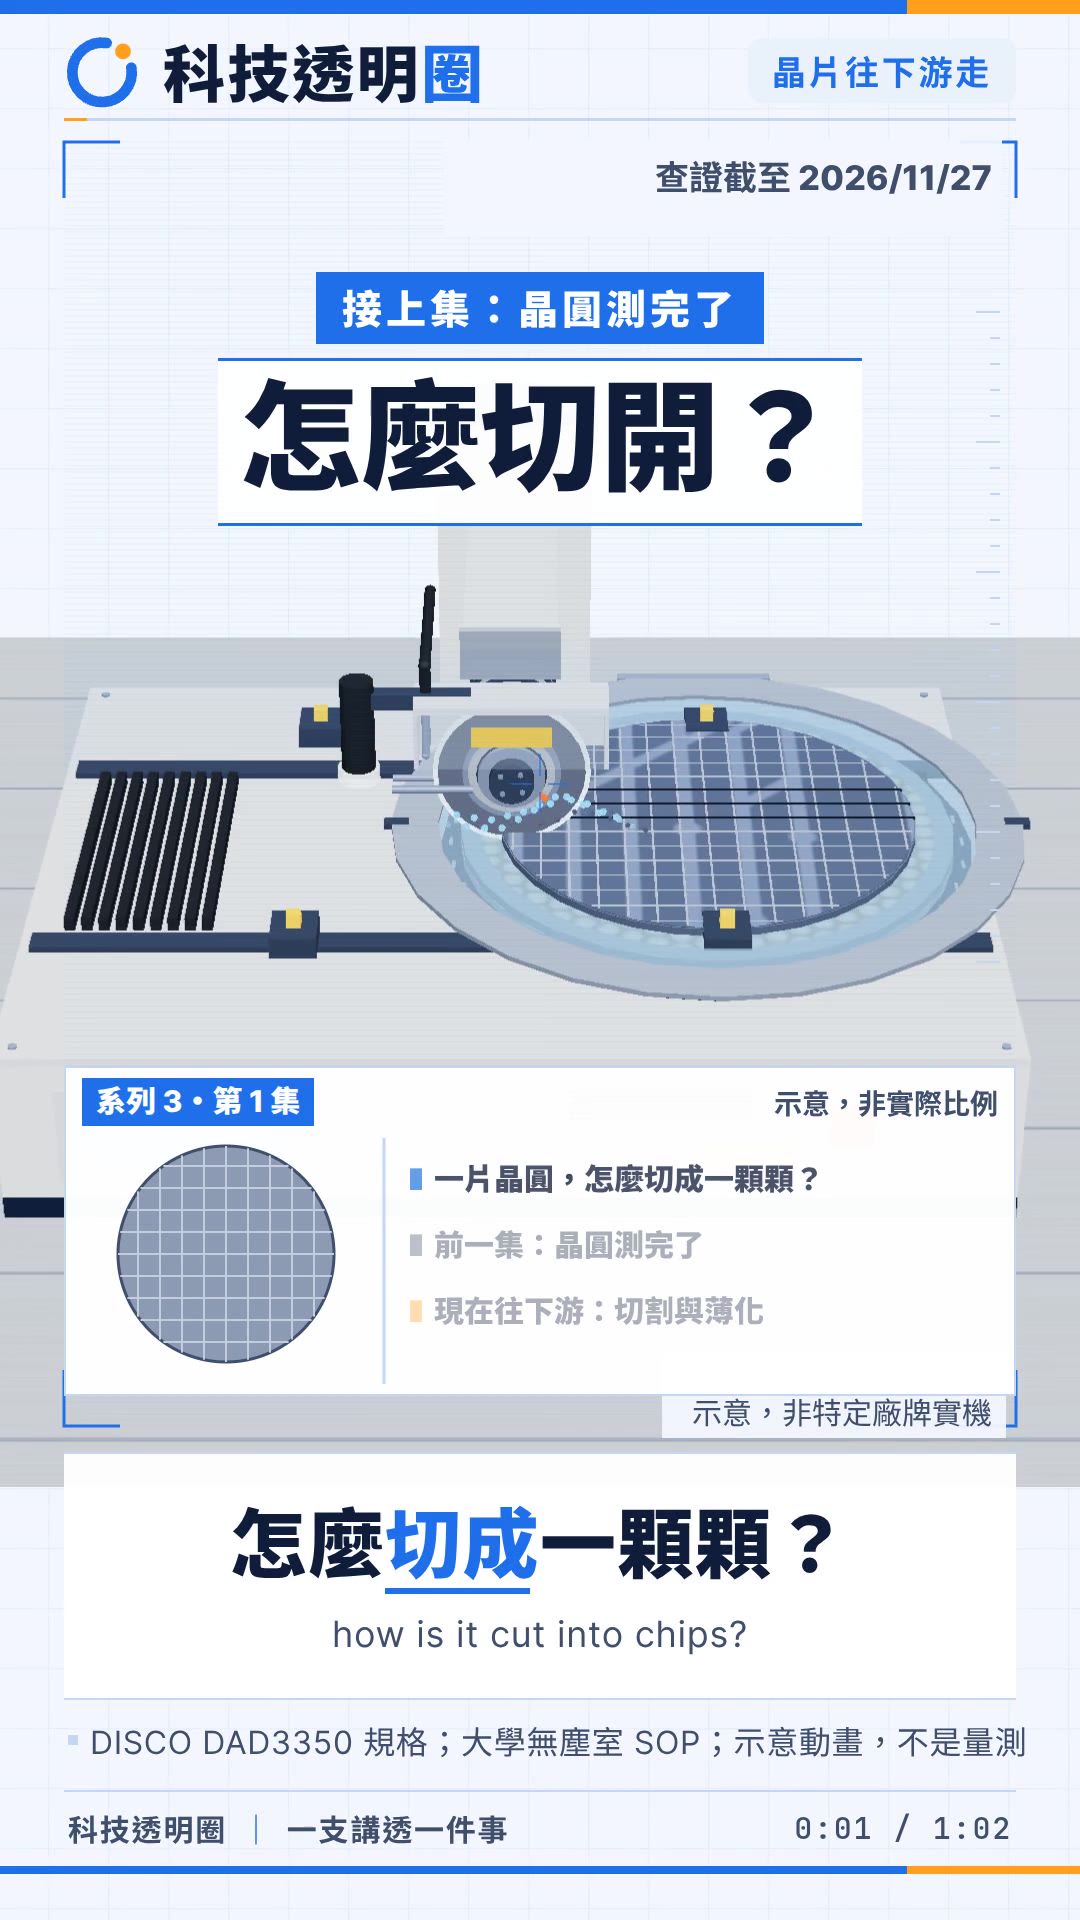 科技透明圈
晶片往下游走
查證截至 2026/11/27
接上集：晶圓測完了
怎麼切開？
系列 3・第 1 集
示意，非實際比例
一片晶圓，怎麼切成一顆顆？
前一集：晶圓測完了
現在往下游：切割與薄化
示意，非特定廠牌實機
怎麼切成一顆顆？
how is it cut into chips?
DISCO DAD3350 規格；大學無塵室 SOP；示意動畫，不是量測
科技透明圈 ｜ 一支講透一件事
0:01 / 1:02